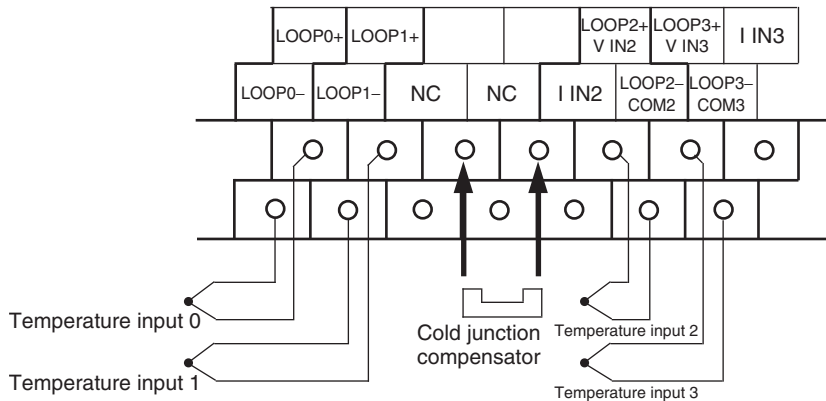 LOOP0+
LOOP1+
LOOP2+
V IN2
LOOP3+
V IN3
I IN3
LOOP0−
LOOP1−
NC
NC
I IN2
LOOP2−
COM2
LOOP3−
COM3
Temperature input 0
Cold junction
compensator
Temperature input 2
Temperature input 1
Temperature input 3